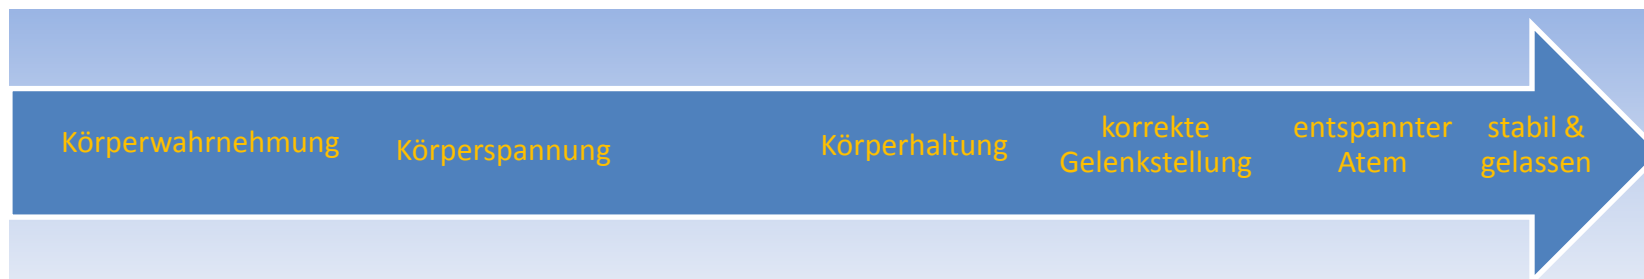 Körperwahrnehmung
Körperspannung
Körperhaltung
korrekte
Gelenkstellung
entspannter
Atem
stabil &
gelassen